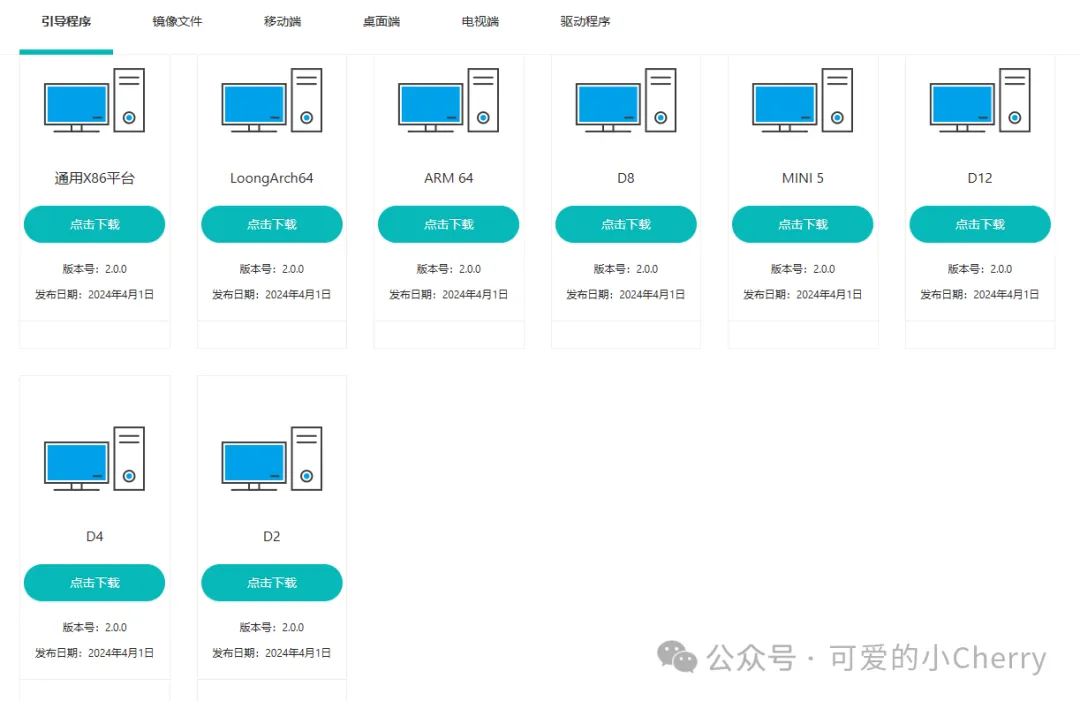 引导程序 镜像文件 移动端 桌面端 电视端 驱动程序
通用X86平台 LoongArch64 ARM 64 D8 MINI 5 D12
点击下载 点击下载 点击下载 点击下载 点击下载 点击下载
版本号：2.0.0 版本号：2.0.0 版本号：2.0.0 版本号：2.0.0 版本号：2.0.0 版本号：2.0.0
发布日期：2024年4月1日 发布日期：2024年4月1日 发布日期：2024年4月1日 发布日期：2024年4月1日 发布日期：2024年4月1日 发布日期：2024年4月1日
D4 D2
点击下载 点击下载
版本号：2.0.0 版本号：2.0.0
发布日期：2024年4月1日 发布日期：2024年4月1日
公众号 · 可爱的小Cherry